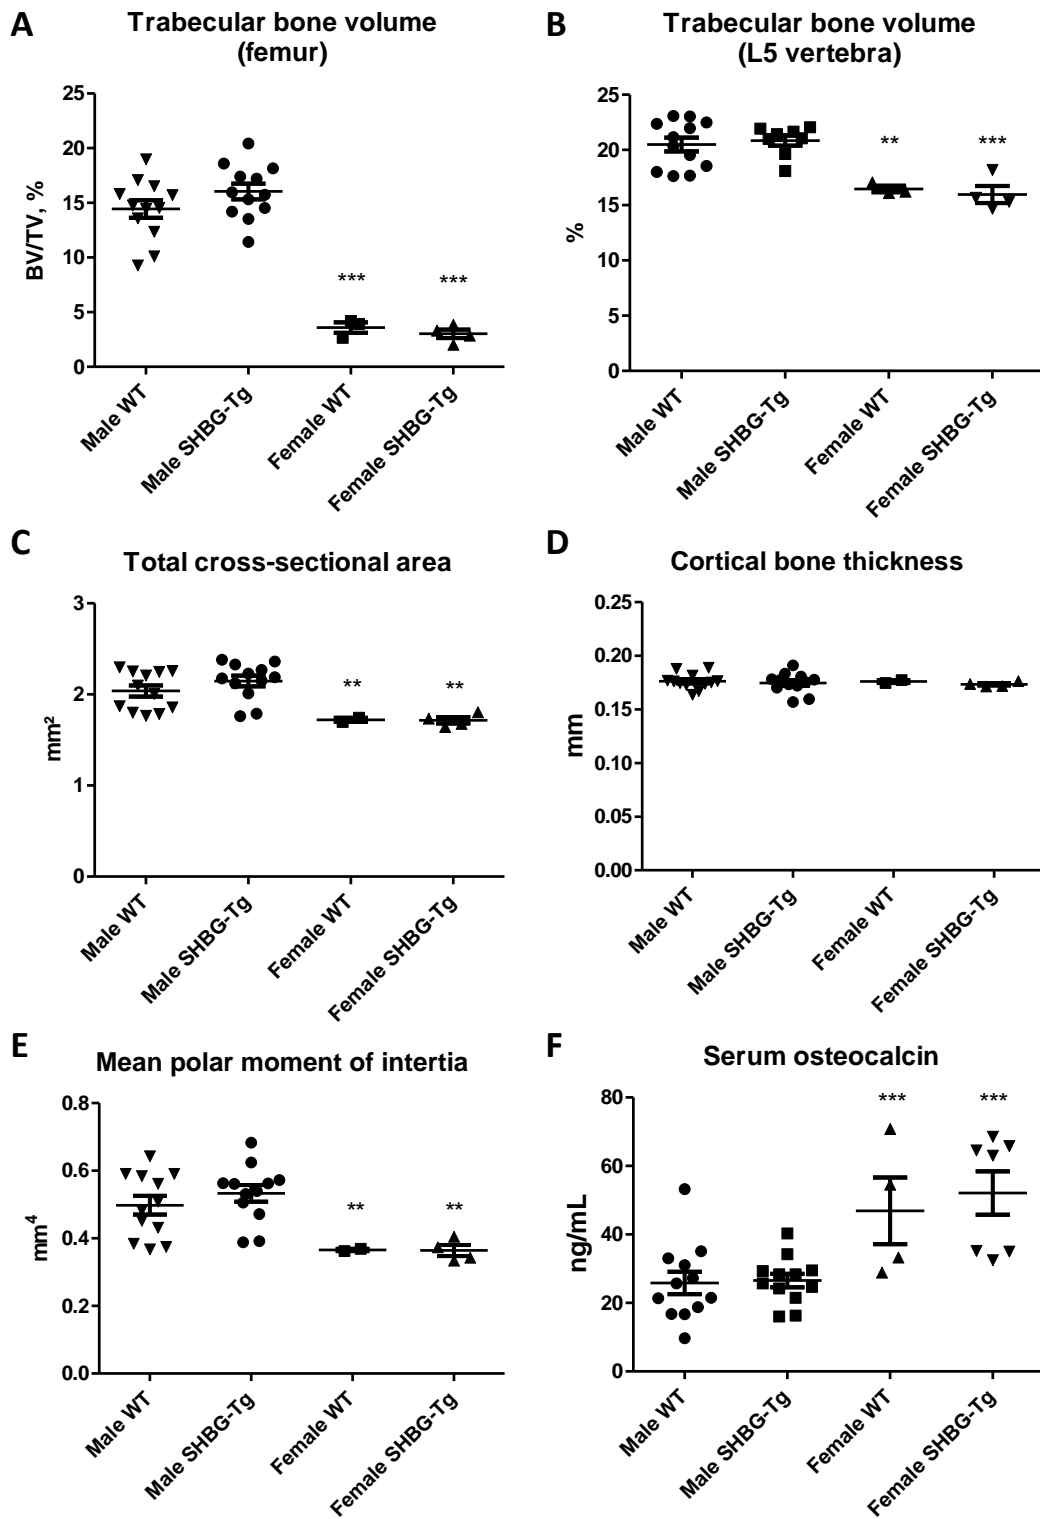 A
Trabecular bone volume
(femur)
25
20
15
10
5
0
BV/TV, %
***
***
Male WT
Male SHBG-Tg
Female WT
Female SHBG-Tg
B
Trabecular bone volume
(L5 vertebra)
25
20
15
10
5
0
%
**
***
Male WT
Male SHBG-Tg
Female WT
Female SHBG-Tg
C
Total cross-sectional area
3
2
1
0
mm²
**
**
Male WT
Male SHBG-Tg
Female WT
Female SHBG-Tg
D
Cortical bone thickness
0.25
0.20
0.15
0.10
0.05
0.00
mm
Male WT
Male SHBG-Tg
Female WT
Female SHBG-Tg
E
Mean polar moment of intertia
0.8
0.6
0.4
0.2
0.0
mm⁴
**
**
Male WT
Male SHBG-Tg
Female WT
Female SHBG-Tg
F
Serum osteocalcin
80
60
40
20
0
ng/mL
***
***
Male WT
Male SHBG-Tg
Female WT
Female SHBG-Tg